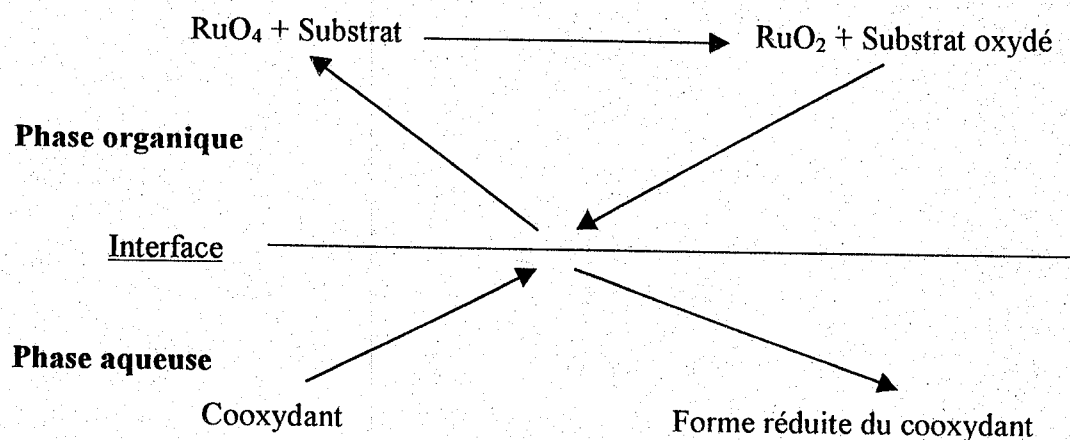 RuO₄ + Substrat
RuO₂ + Substrat oxydé
Phase organique
Interface
Phase aqueuse
Cooxydant
Forme réduite du cooxydant